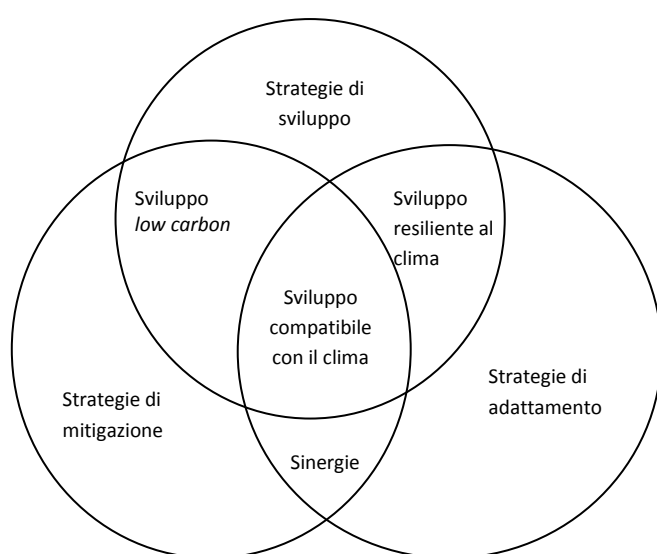 Strategie di
sviluppo
Sviluppo
low carbon
Sviluppo
resiliente al
clima
Sviluppo
compatibile
con il clima
Strategie di
mitigazione
Strategie di
adattamento
Sinergie